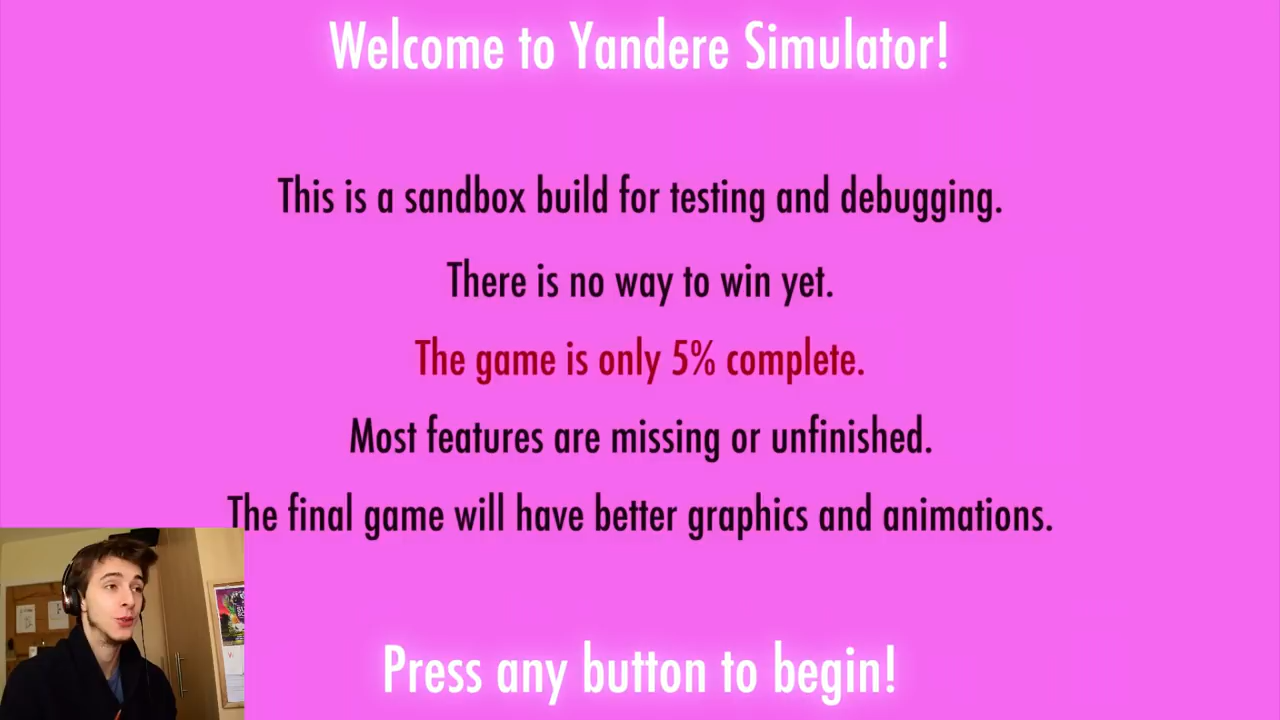 Welcome to Yandere Simulator!
This is a sandbox build for testing and debugging.
There is no way to win yet.
The game is only 5% complete.
Most features are missing or unfinished.
The final game will have better graphics and animations.
Press any button to begin!